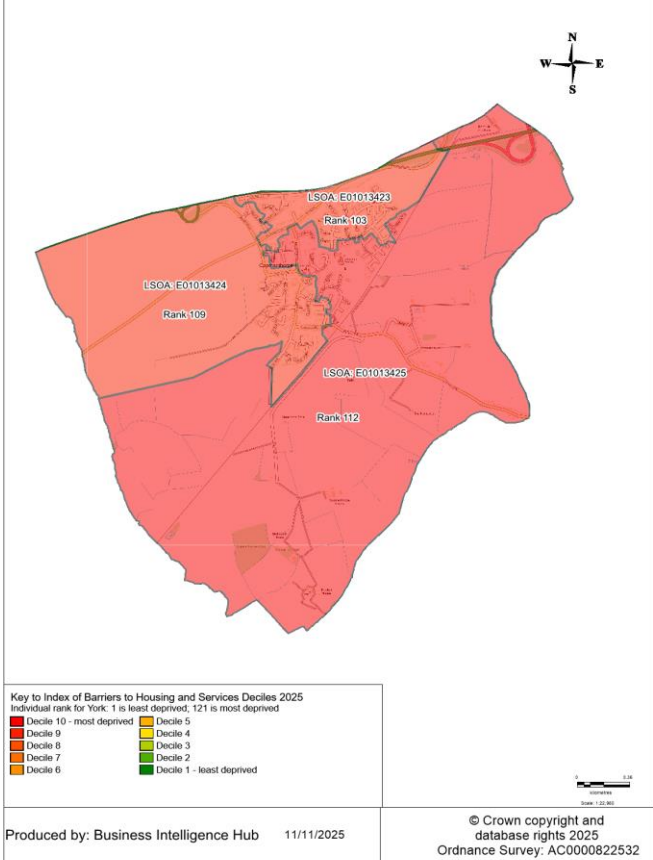 N
W E
S
LSOA: E01013423
Rank 103
LSOA: E01013424
Rank 109
LSOA: E01013425
Rank 112
Key to Index of Barriers to Housing and Services Deciles 2025
Individual rank for York: 1 is least deprived; 121 is most deprived
Decile 10 - most deprived
Decile 9
Decile 8
Decile 7
Decile 6
Decile 5
Decile 4
Decile 3
Decile 2
Decile 1 - least deprived
Produced by: Business Intelligence Hub 11/11/2025
© Crown copyright and
database rights 2025
Ordnance Survey: AC0000822532